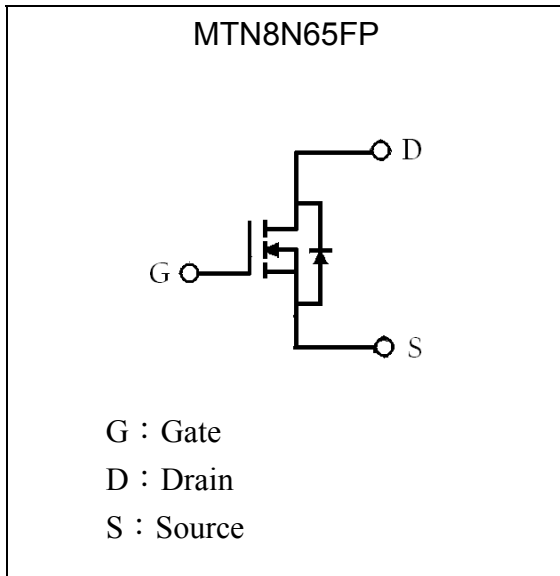 MTN8N65FP
D
G
S
G：Gate
D：Drain
S：Source